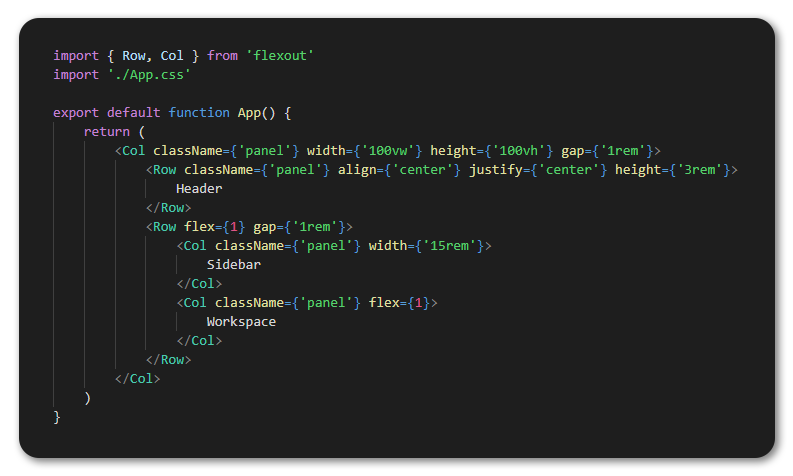 import { Row, Col } from 'flexout'
import './App.css'

export default function App() {
    return (
        <Col className={'panel'} width={'100vw'} height={'100vh'} gap={'1rem'}>
            <Row className={'panel'} align={'center'} justify={'center'} height={'3rem'}>
                Header
            </Row>
            <Row flex={1} gap={'1rem'}>
                <Col className={'panel'} width={'15rem'}>
                    Sidebar
                </Col>
                <Col className={'panel'} flex={1}>
                    Workspace
                </Col>
            </Row>
        </Col>
    )
}